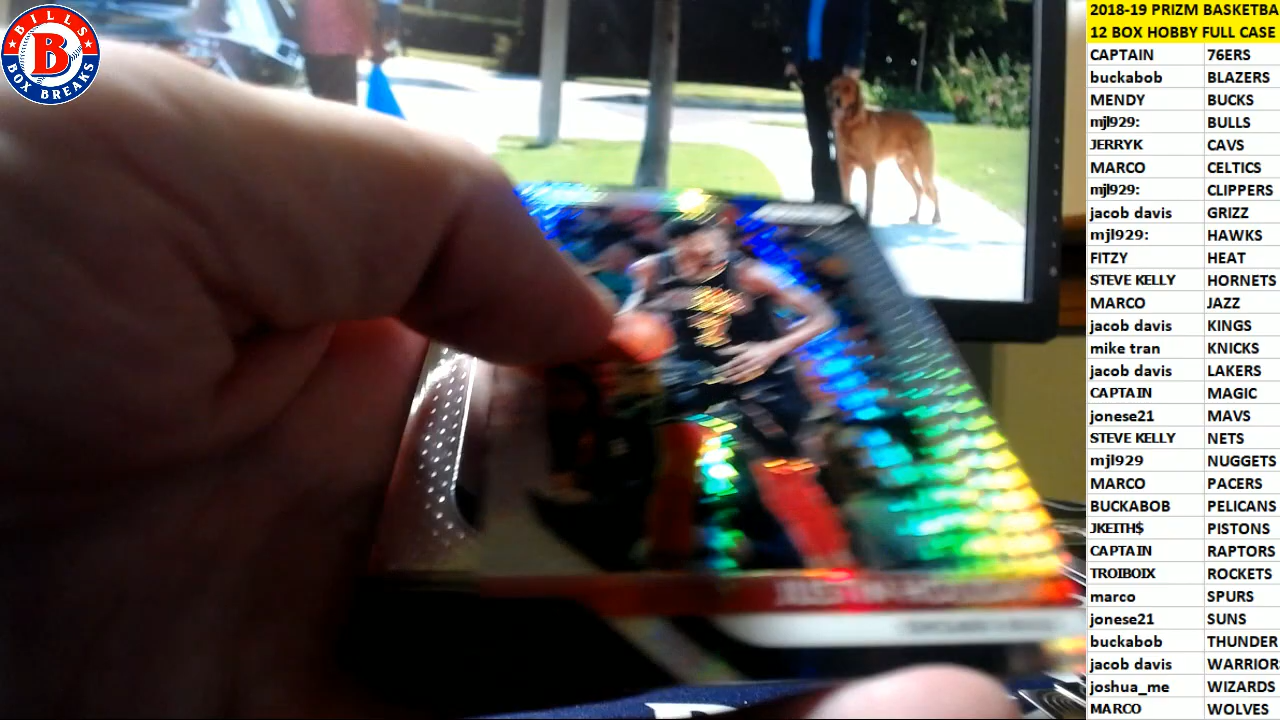 BILLS
B
BOX BREAKS
2018-19 PRIZM BASKETBA
12 BOX HOBBY FULL CASE
CAPTAIN 76ERS
buckabob BLAZERS
MENDY BUCKS
mjl929: BULLS
JERRYK CAVS
MARCO CELTICS
mjl929: CLIPPERS
jacob davis GRIZZ
mjl929: HAWKS
FITZY HEAT
STEVE KELLY HORNETS
MARCO JAZZ
jacob davis KINGS
mike tran KNICKS
jacob davis LAKERS
CAPTAIN MAGIC
jonese21 MAVS
STEVE KELLY NETS
mjl929 NUGGETS
MARCO PACERS
BUCKABOB PELICANS
JKEITH$ PISTONS
CAPTAIN RAPTORS
TROIBOIX ROCKETS
marco SPURS
jonese21 SUNS
buckabob THUNDER
jacob davis WARRIORS
joshua_me WIZARDS
MARCO WOLVES